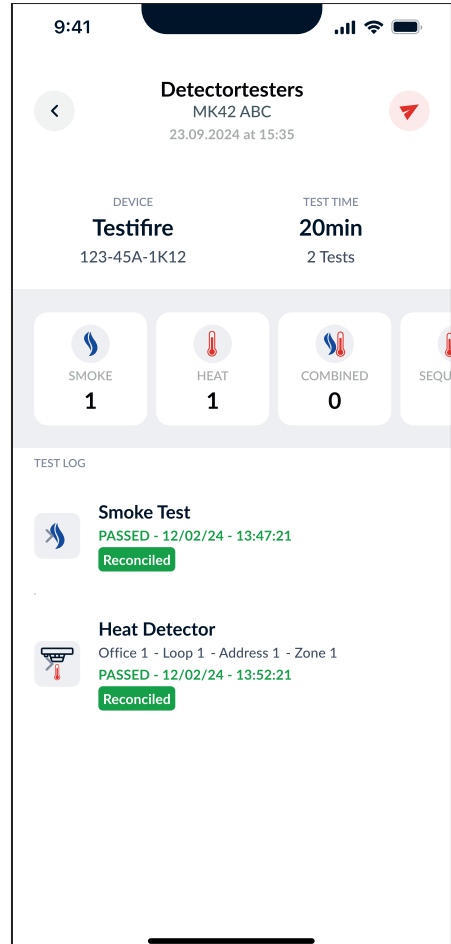 9:41
Detectortesters
MK42 ABC
23.09.2024 at 15:35
DEVICE
Testifire
123-45A-1K12
TEST TIME
20min
2 Tests
SMOKE
1
HEAT
1
COMBINED
0
SEQU
TEST LOG
Smoke Test
PASSED - 12/02/24 - 13:47:21
Reconciled
Heat Detector
Office 1 - Loop 1 - Address 1 - Zone 1
PASSED - 12/02/24 - 13:52:21
Reconciled